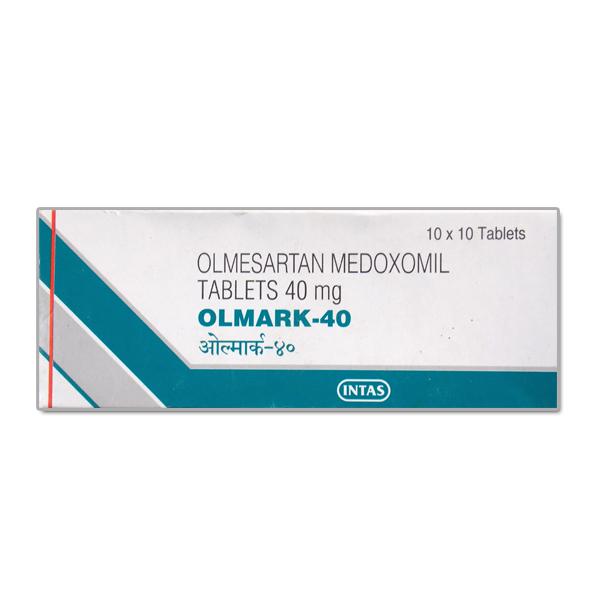 10 x 10 Tablets
OLMESARTAN MEDOXOMIL
TABLETS 40 mg
OLMARK-40
ओल्मार्क-४०
INTAS